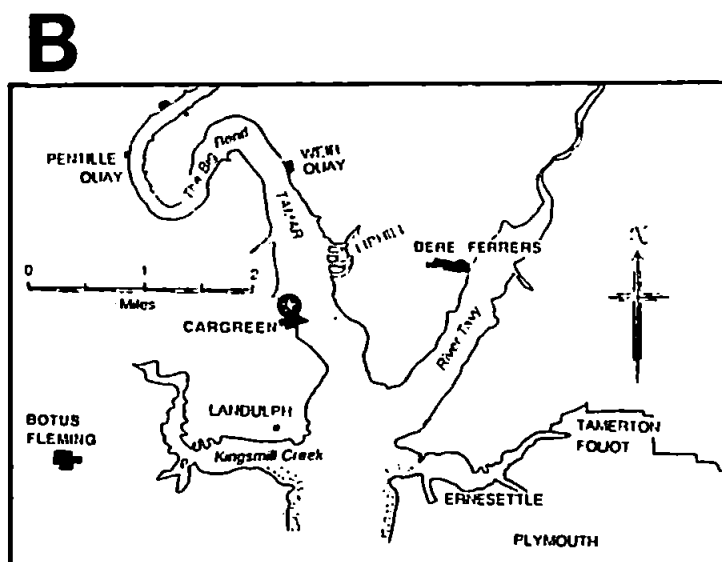 B
PENTILLE
QUAY
The Big Bend
WEIR
QUAY
TAMAR
BERE FERRERS
N
0 1 2
Miles
CARGREEN
River Tavy
LANDULPH
BOTUS
FLEMING
Kingsmill Creek
TAMERTON
FOLIOT
ERNESETTLE
PLYMOUTH